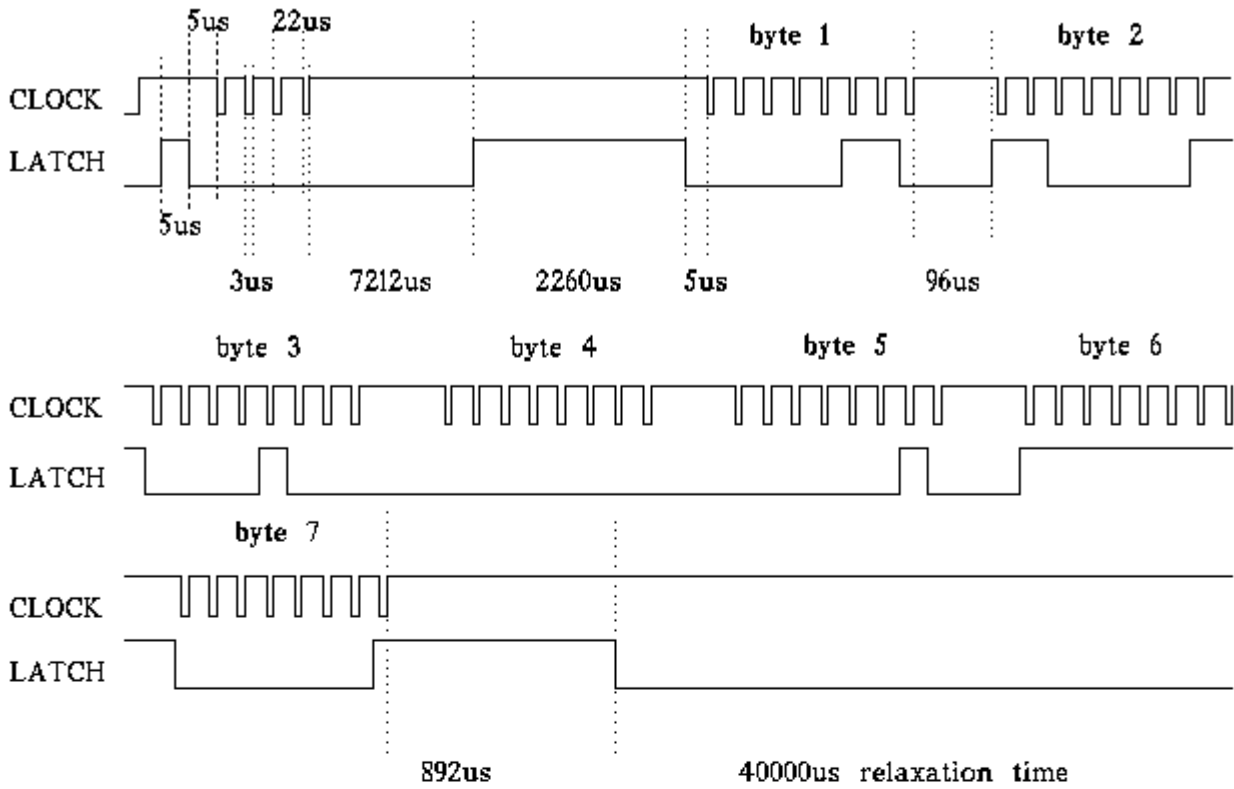 5us 22us byte 1 byte 2
CLOCK
LATCH
5us
3us 7212us 2260us 5us 96us
byte 3 byte 4 byte 5 byte 6
CLOCK
LATCH
byte 7
CLOCK
LATCH
892us 40000us relaxation time